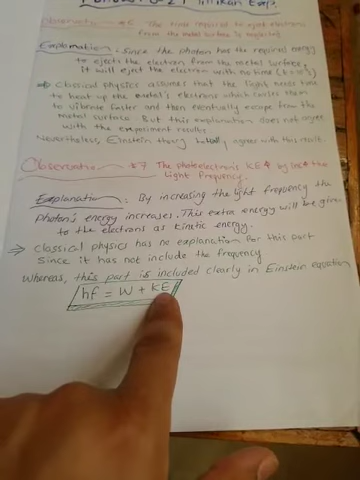 Millikan Exp.
Observation #6 The time required to eject electrons
from the metal surface is neglected
Explanation: Since the photon has the required energy
to ejects the electron from the metal surface,
it will eject the electron with no time
Classical physics assumes that the light needs time
to heat up the metal's electrons which causes them
to vibrate faster and then eventually escape from the
metal surface. But this explanation does not agree
with the experiment results
Nevertheless, Einstein theory agree with this result.
Observation #7 The photoelectrons KE↑ by inc↑ the
light frequency.
Explanation: By increasing the light frequency the
photon's energy increases. This extra energy will be given
to the electrons as kinetic energy.
⇒ Classical physics has no explanation for this part
Since it has not include the frequency
Whereas, this part is included clearly in Einstein equation
hf = W + KE